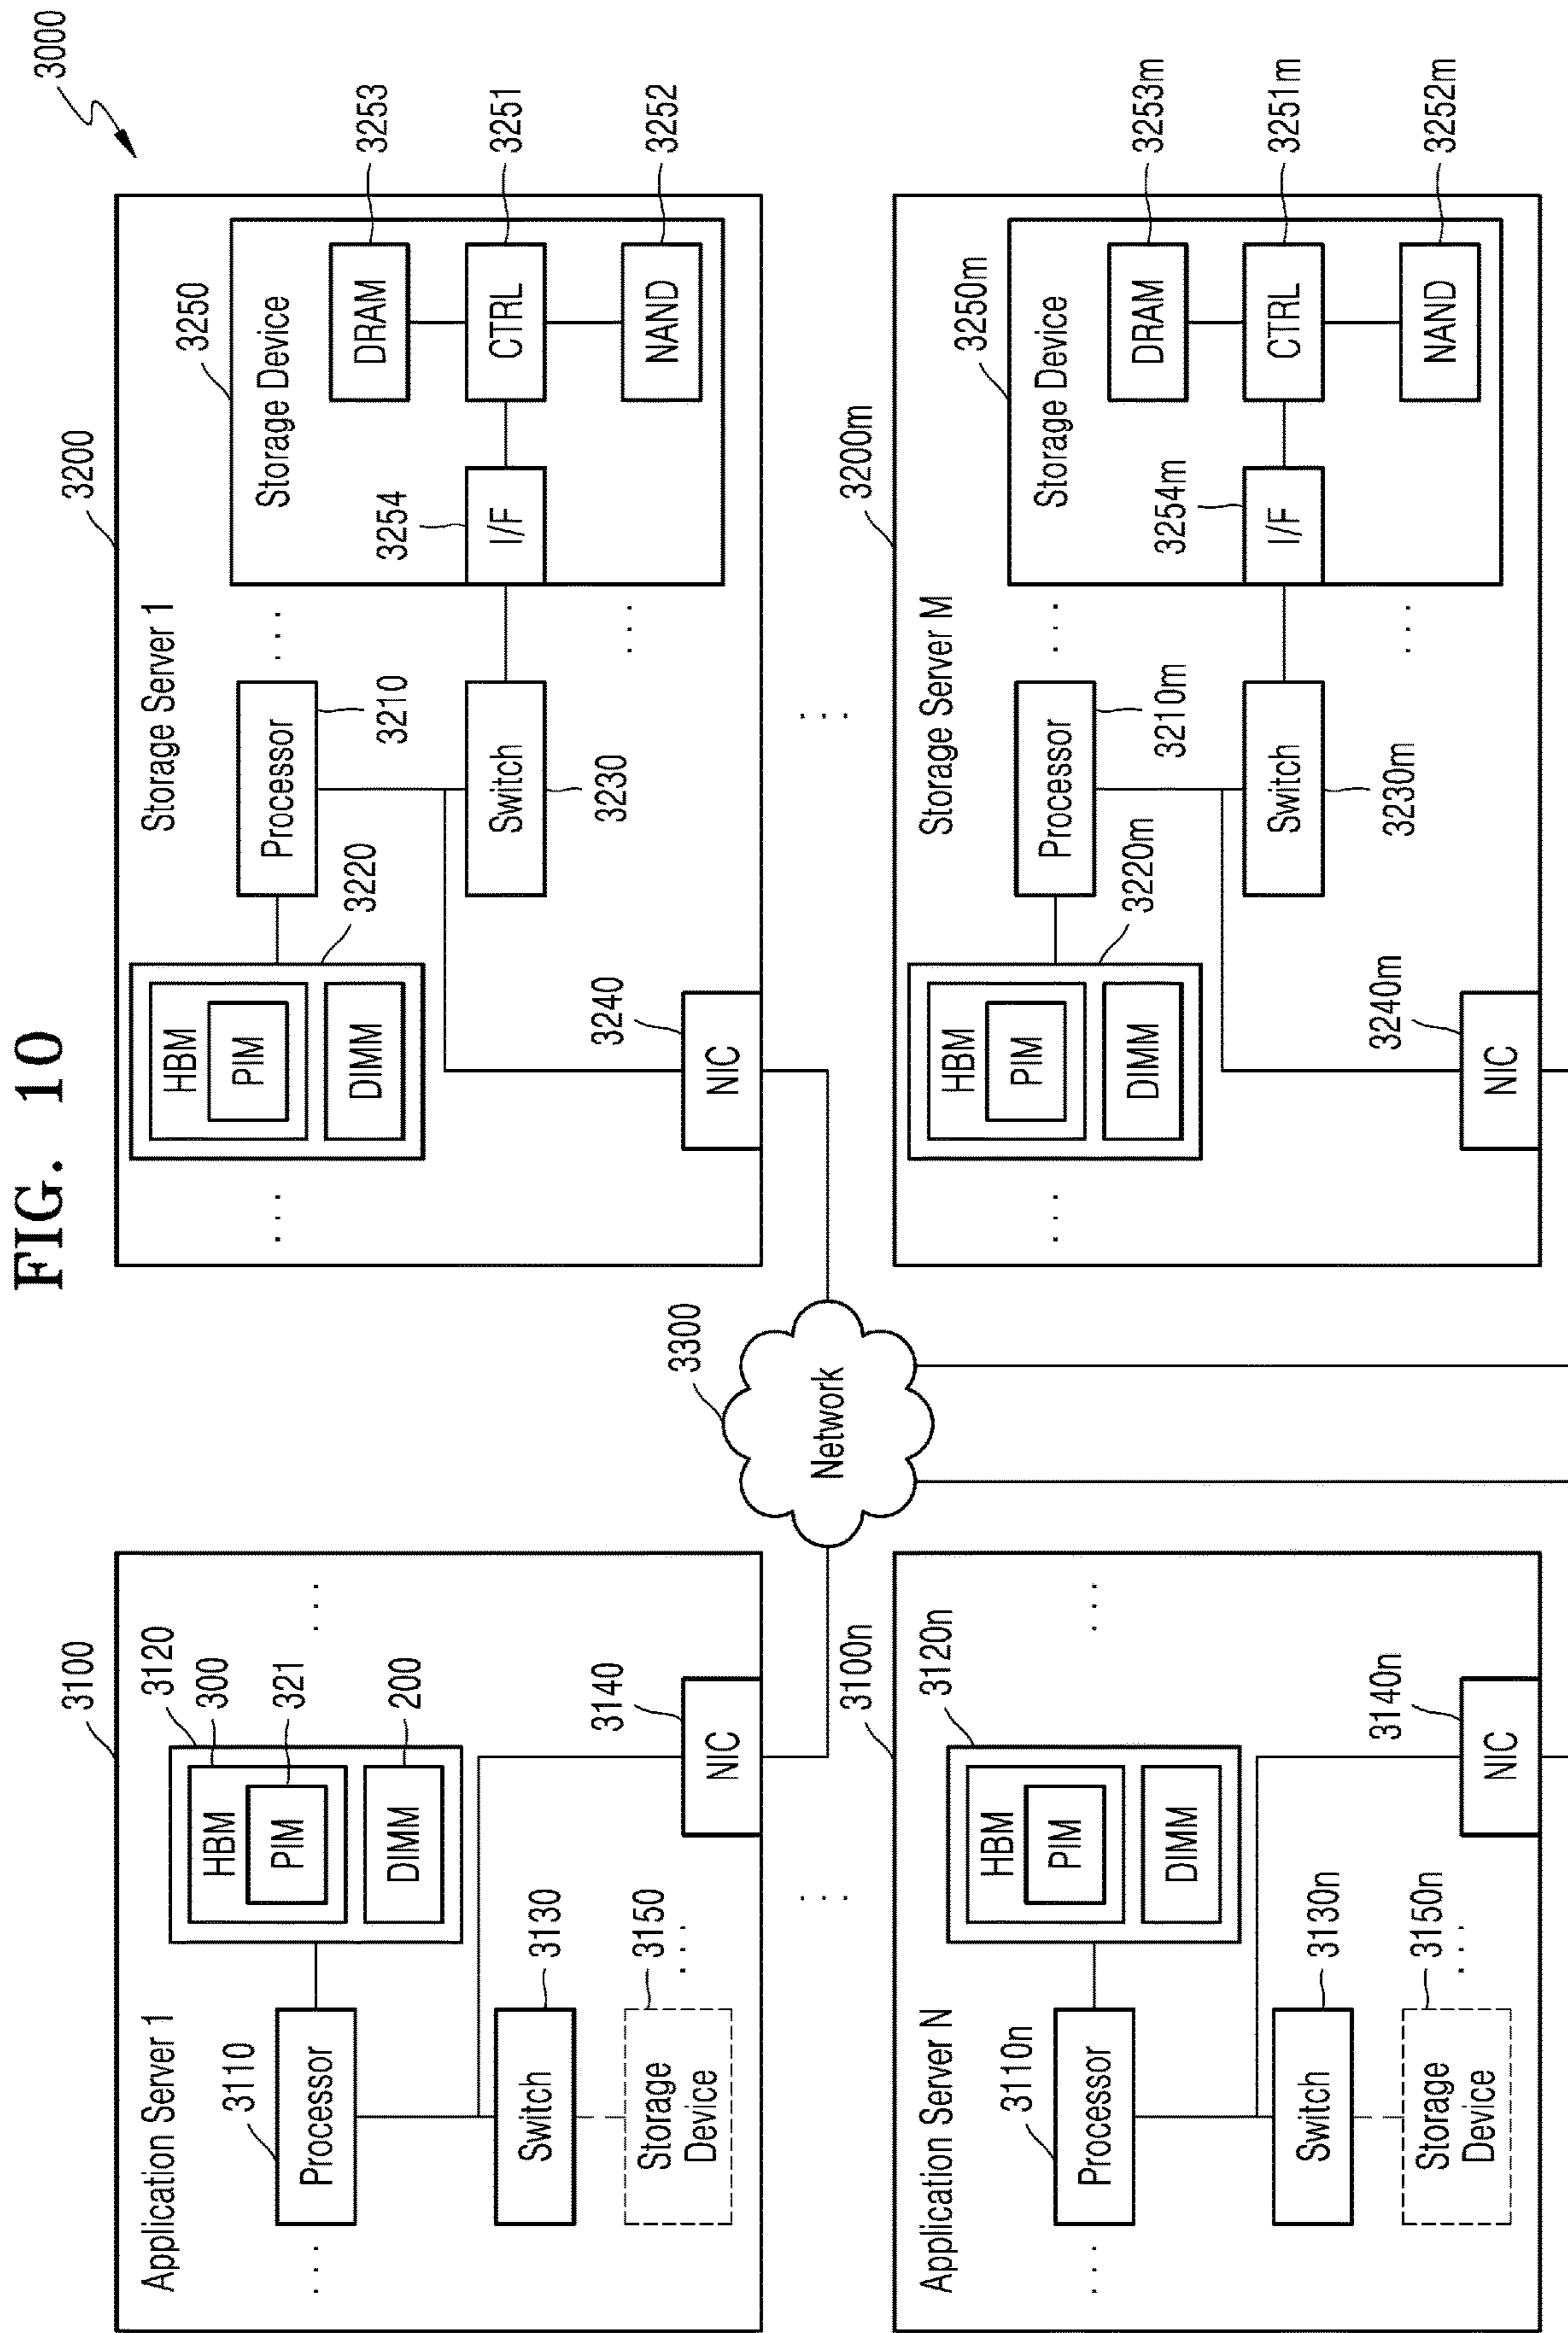 FIG. 10
3000
3100
Application Server 1
3110
Processor
3120
300
HBM
321
PIM
200
DIMM
3130
Switch
3150
Storage
Device
3140
NIC
. . .
. . .
. . .
3300
Network
3200
Storage Server 1
HBM
PIM
DIMM
3220
Processor
3210
Switch
3230
3240
NIC
3250
Storage Device
3254
I/F
DRAM
3253
CTRL
3251
NAND
3252
. . .
. . .
. . .
. . .
. . .
3100n
Application Server N
3110n
Processor
3120n
HBM
PIM
DIMM
3130n
Switch
3150n
Storage
Device
3140n
NIC
. . .
. . .
. . .
3200m
Storage Server M
HBM
PIM
DIMM
3220m
Processor
3210m
Switch
3230m
3240m
NIC
3250m
Storage Device
3254m
I/F
DRAM
3253m
CTRL
3251m
NAND
3252m
. . .
. . .
. . .